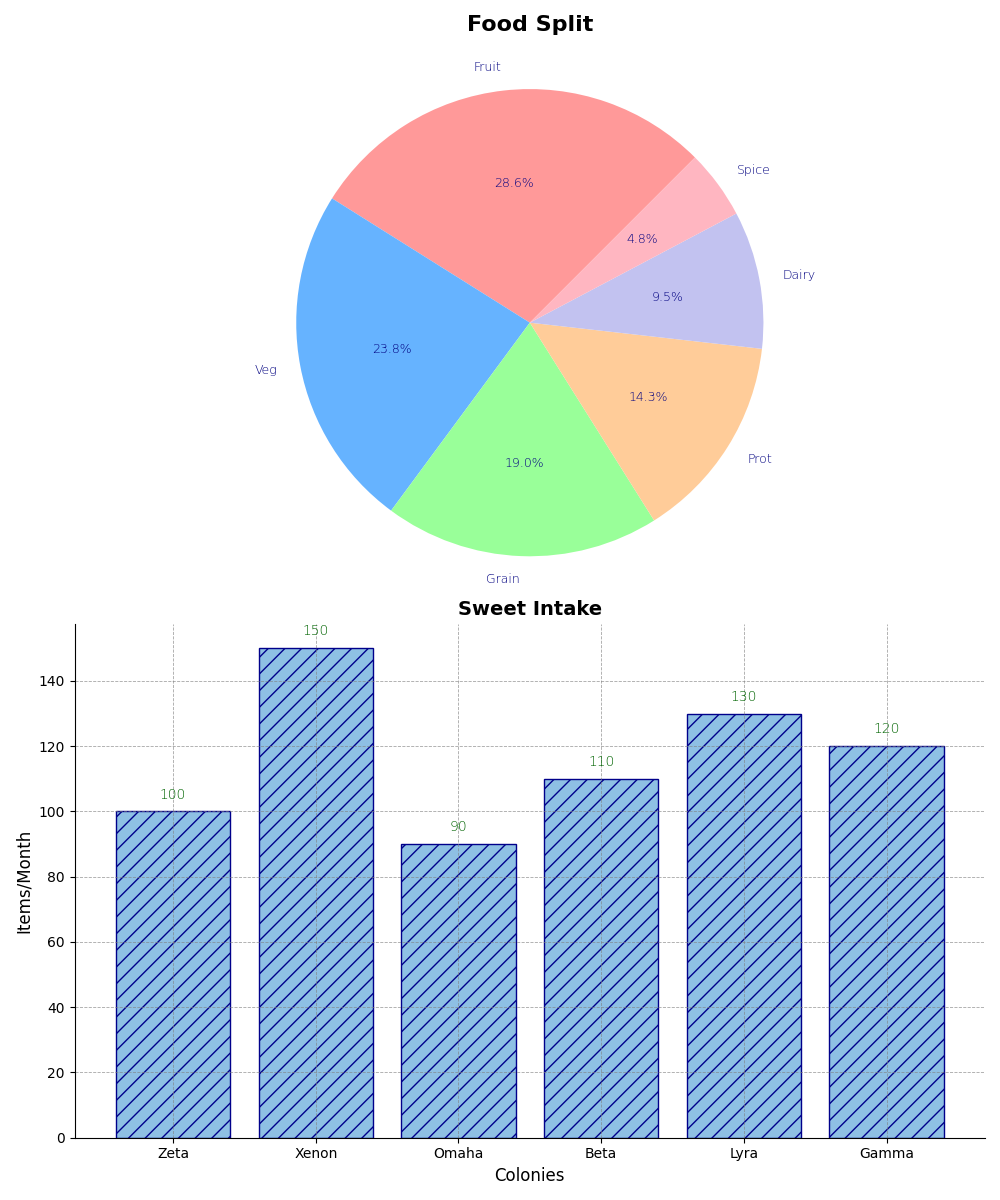 Food Split
Fruit
Spice
28.6%
4.8%
Dairy
9.5%
23.8%
Veg
14.3%
Prot
19.0%
Grain
Sweet Intake
150
140
130
120
120
110
100
100
90
80
60
40
20
0
Items/Month
Zeta Xenon Omaha Beta Lyra Gamma
Colonies